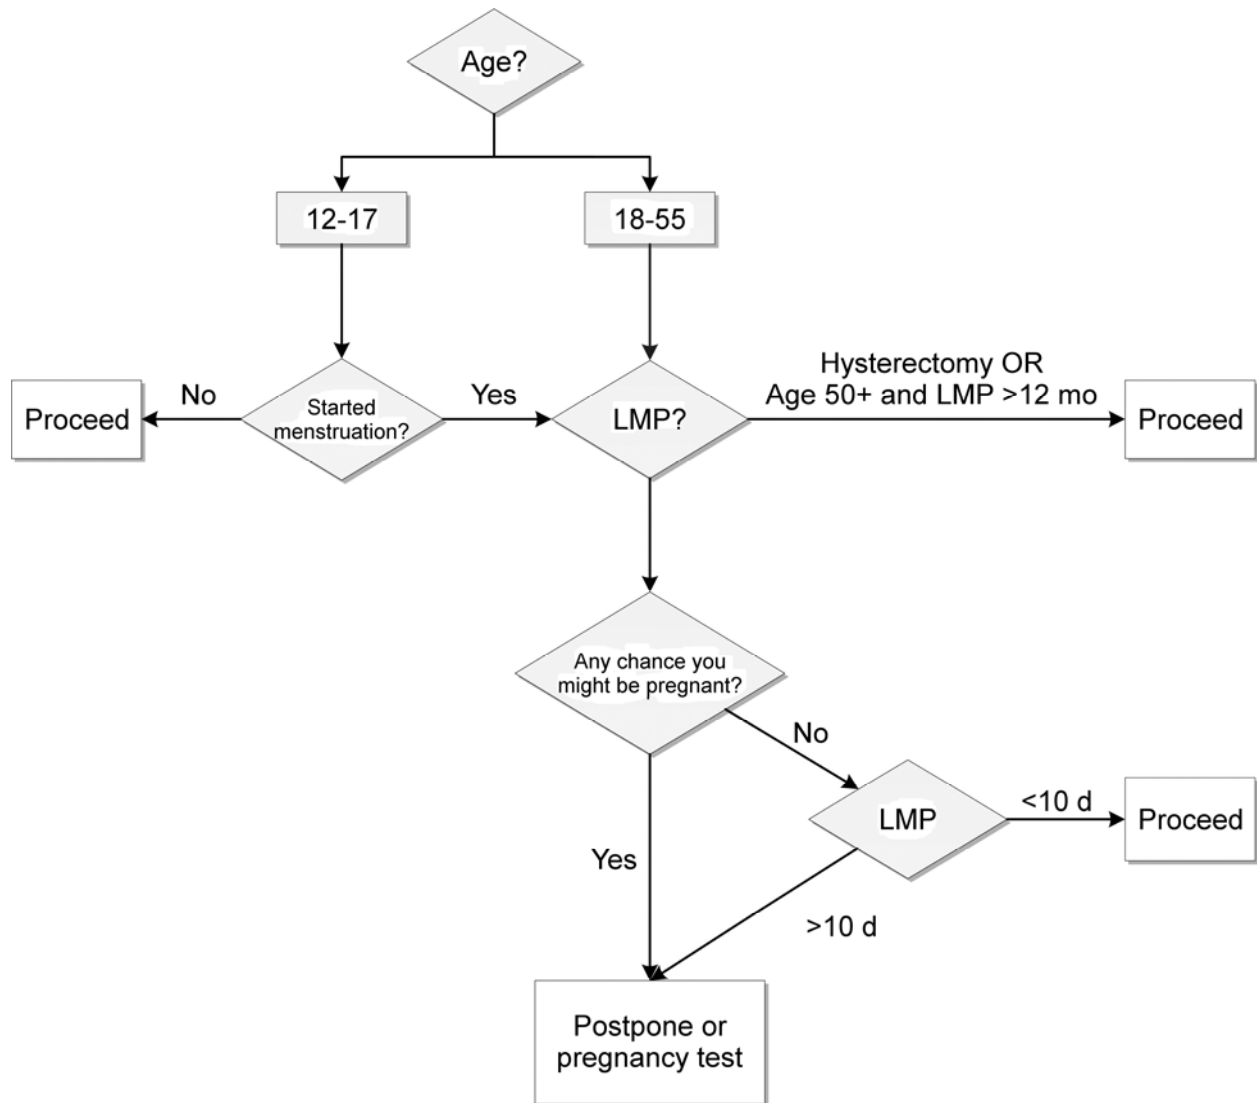 Age?
12-17
18-55
Hysterectomy OR
Age 50+ and LMP >12 mo
Proceed
No
Started
menstruation?
Yes
LMP?
Proceed
Any chance you
might be pregnant?
No
LMP
<10 d
Proceed
Yes
>10 d
Postpone or
pregnancy test